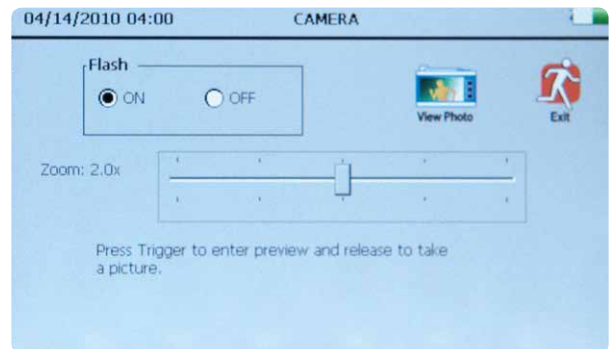 04/14/2010 04:00 CAMERA
Flash
ON OFF
View Photo Exit
Zoom: 2.0x
Press Trigger to enter preview and release to take
a picture.